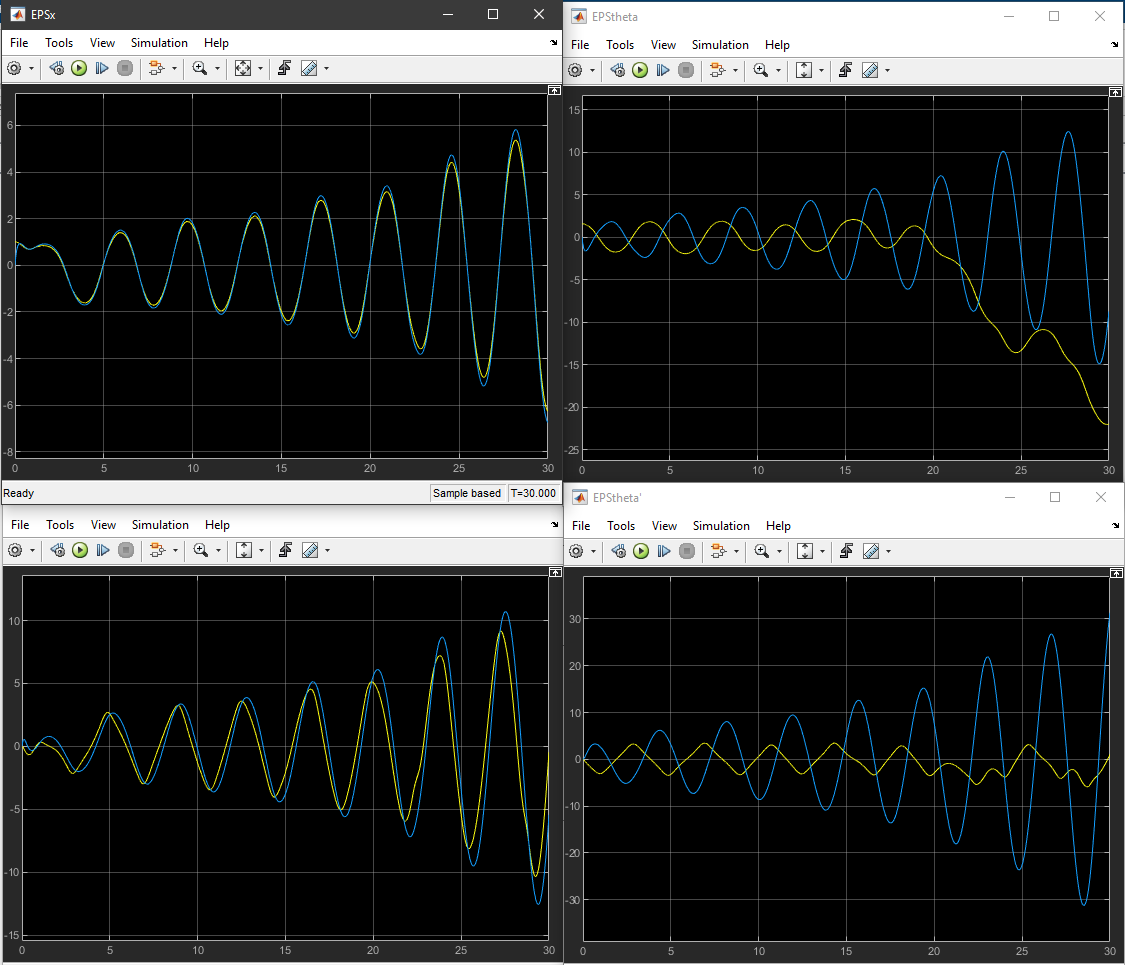 EPSx
File Tools View Simulation Help
6
4
2
0
-2
-4
-6
-8
0 5 10 15 20 25 30
Ready Sample based T=30.000
EPStheta
File Tools View Simulation Help
15
10
5
0
-5
-10
-15
-20
-25
0 5 10 15 20 25 30
File Tools View Simulation Help
10
5
0
-5
-10
-15
0 5 10 15 20 25 30
EPStheta'
File Tools View Simulation Help
30
20
10
0
-10
-20
-30
0 5 10 15 20 25 30